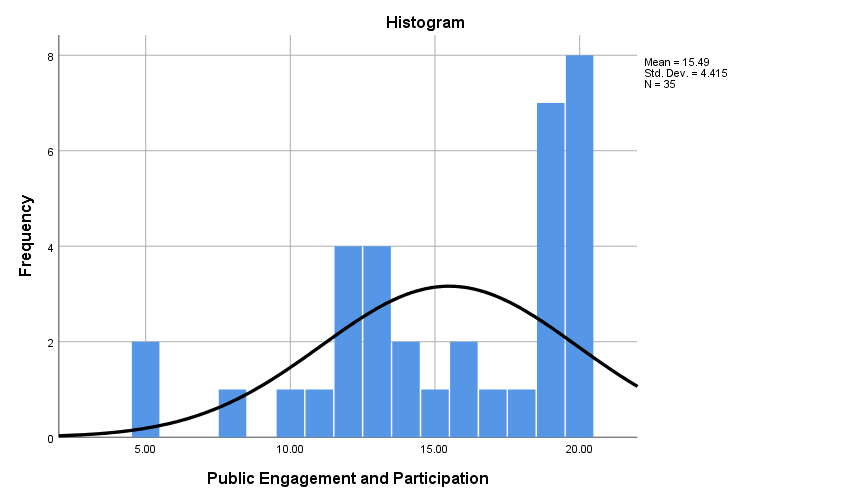 Histogram
Mean = 15.49
Std. Dev. = 4.415
N = 35
8
6
4
2
0
Frequency
5.00
10.00
15.00
20.00
Public Engagement and Participation